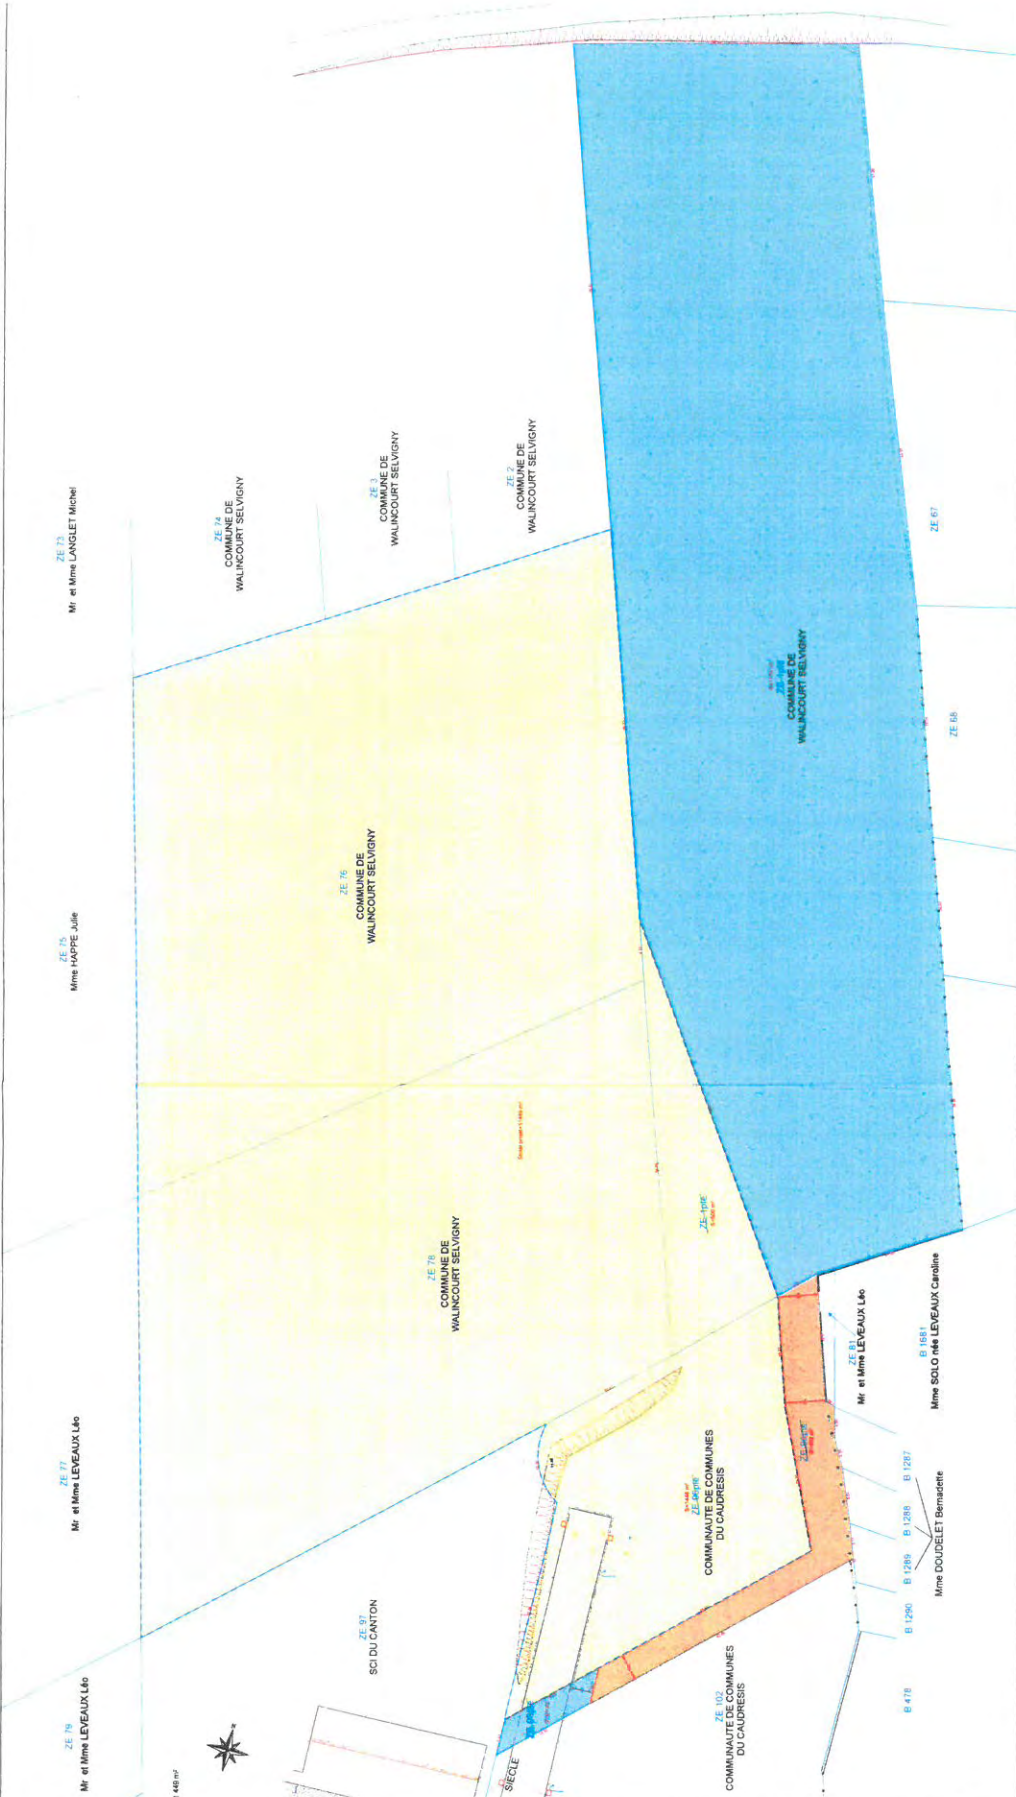 ZE 73
Mr et Mme LANGLET Michel
ZE 74
COMMUNE DE
WALINCOURT SELVIGNY
ZE 3
COMMUNE DE
WALINCOURT SELVIGNY
ZE 2
COMMUNE DE
WALINCOURT SELVIGNY
ZE 67
ZE 75
Mme HAPPE Julie
ZE 76
COMMUNE DE
WALINCOURT SELVIGNY
COMMUNE DE
WALINCOURT SELVIGNY
ZE 68
ZE 78
COMMUNE DE
WALINCOURT SELVIGNY
ZE 1ptie
ZE 77
Mr et Mme LEVEAUX Léo
ZE 81
Mr et Mme LEVEAUX Léo
B 1681
Mme SOLO née LEVEAUX Caroline
COMMUNAUTE DE COMMUNES
DU CAUDRESIS
B 1287
B 1288
B 1289
B 1290
Mme DOUDELET Bernadette
ZE 97
SCI DU CANTON
ZE 79
Mr et Mme LEVEAUX Léo
SIECLE
ZE 102
COMMUNAUTE DE COMMUNES
DU CAUDRESIS
B 478